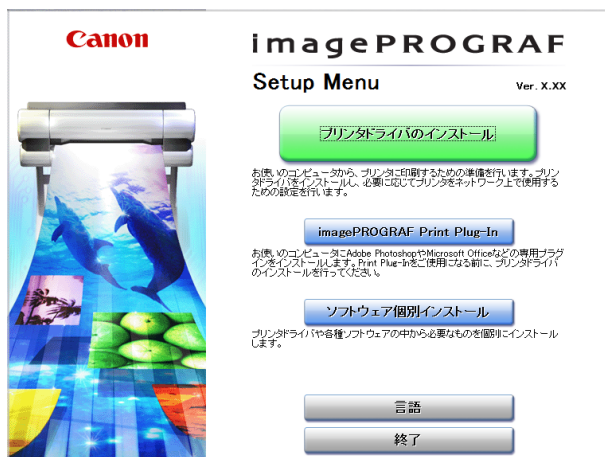 Canon
imagePROGRAF
Setup Menu
Ver. X.XX
プリンタドライバのインストール
お使いのコンピュータから、プリンタに印刷するための準備を行います。プリン
タドライバをインストールし、必要に応じてプリンタをネットワーク上で使用する
ための設定を行います。
imagePROGRAF Print Plug-In
お使いのコンピュータにAdobe PhotoshopやMicrosoft Officeなどの専用プラグ
インをインストールします。Print Plug-Inをご使用になる前に、プリンタドライバ
のインストールを行ってください。
ソフトウェア個別インストール
プリンタドライバや各種ソフトウェアの中から必要なものを個別にインストール
します。
言語
終了